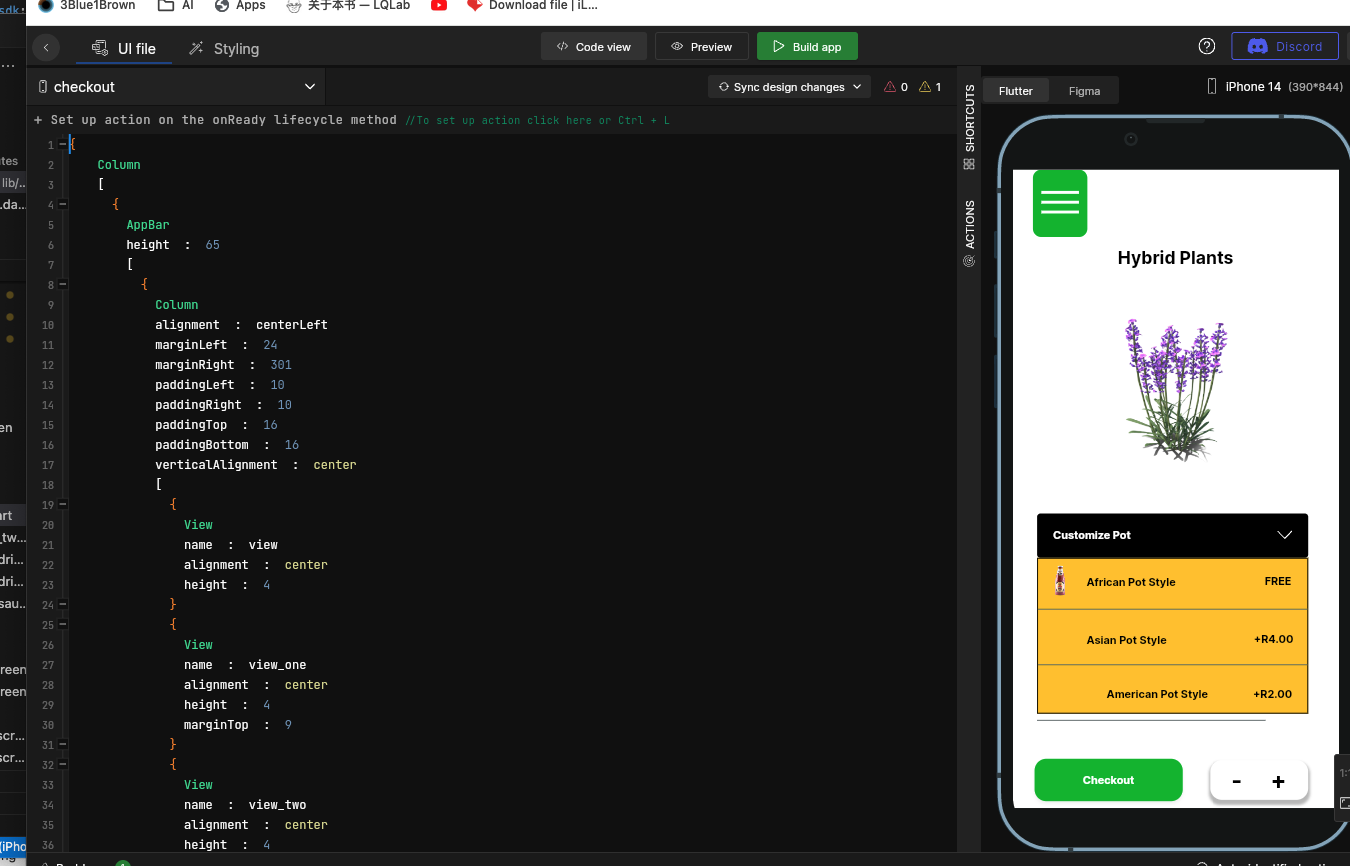 3Blue1Brown AI Apps 关于本书 — LQLab Download file | iL...
UI file Styling Code view Preview Build app Discord
checkout Sync design changes 0 1 Flutter Figma iPhone 14 (390*844)
+ Set up action on the onReady lifecycle method //To set up action click here or Ctrl + L
1 {
2 Column
3 [
4 {
5 AppBar
6 height : 65
7 [
8 {
9 Column
10 alignment : centerLeft
11 marginLeft : 24
12 marginRight : 301
13 paddingLeft : 10
14 paddingRight : 10
15 paddingTop : 16
16 paddingBottom : 16
17 verticalAlignment : center
18 [
19 {
20 View
21 name : view
22 alignment : center
23 height : 4
24 }
25 {
26 View
27 name : view_one
28 alignment : center
29 height : 4
30 marginTop : 9
31 }
32 {
33 View
34 name : view_two
35 alignment : center
36 height : 4
SHORTCUTS
ACTIONS
Hybrid Plants
Customize Pot
African Pot Style FREE
Asian Pot Style +R4.00
American Pot Style +R2.00
Checkout - +